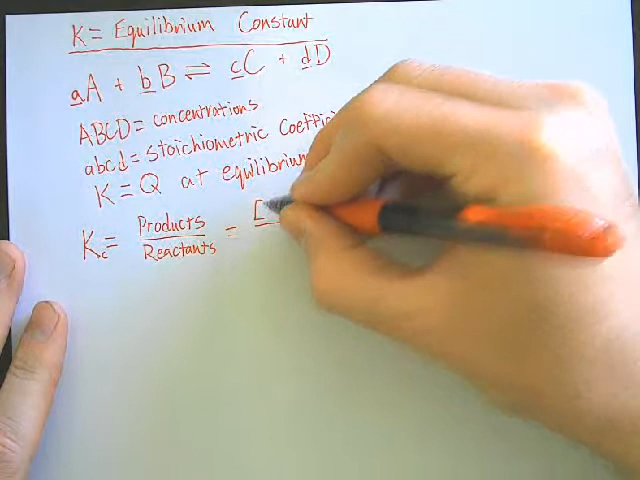 K = Equilibrium Constant
aA + bB ⇌ cC + dD
ABCD = concentrations
abcd = stoichiometric
K = Q at equilibrium
Kc = Products / Reactants = [